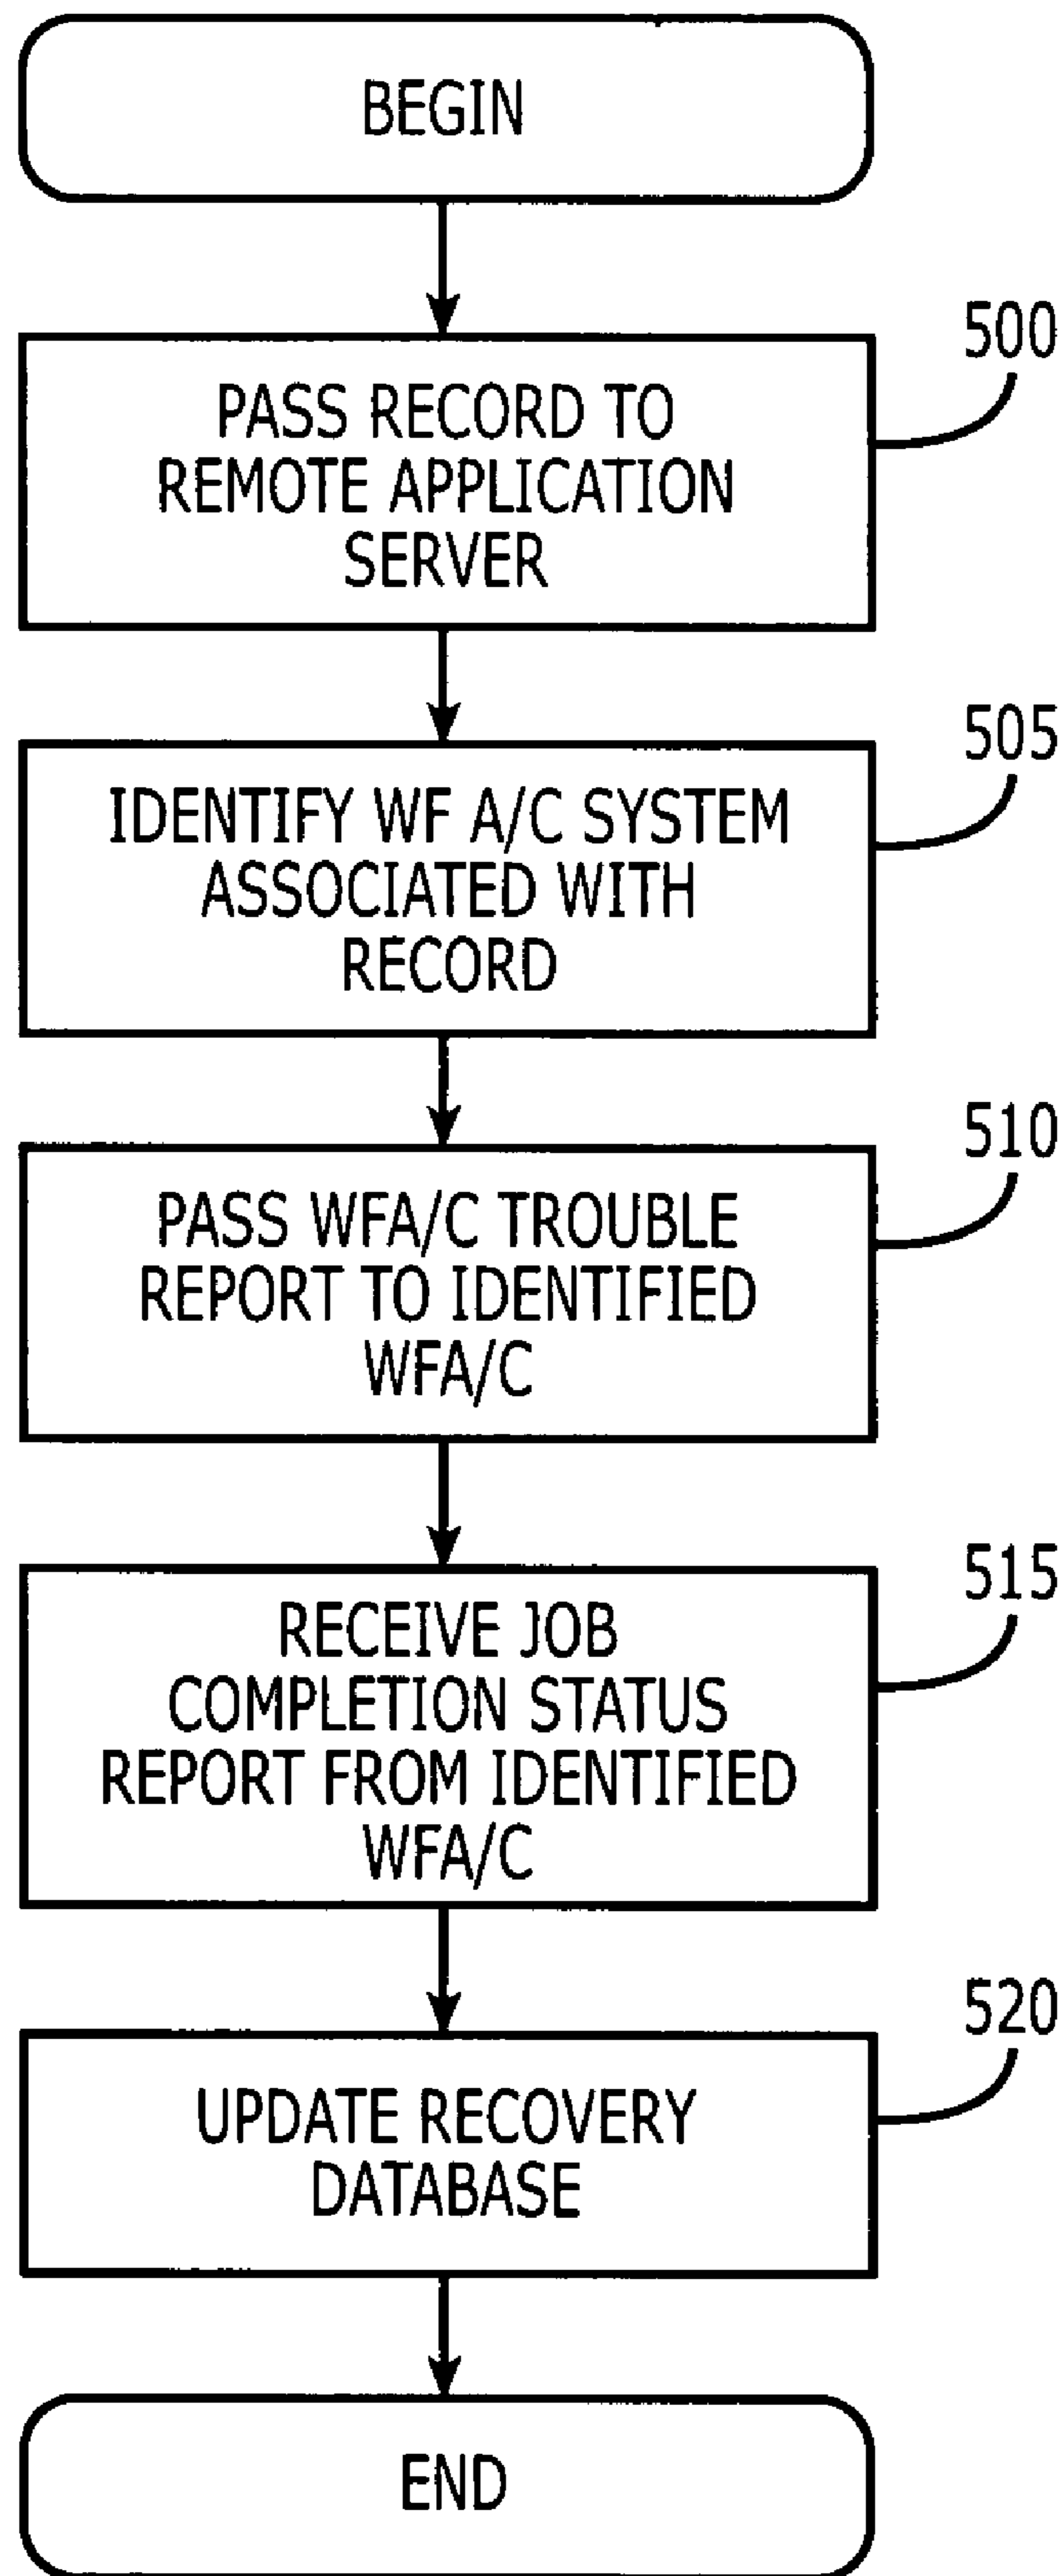 BEGIN
500
PASS RECORD TO
REMOTE APPLICATION
SERVER
505
IDENTIFY WF A/C SYSTEM
ASSOCIATED WITH
RECORD
510
PASS WFA/C TROUBLE
REPORT TO IDENTIFIED
WFA/C
515
RECEIVE JOB
COMPLETION STATUS
REPORT FROM IDENTIFIED
WFA/C
520
UPDATE RECOVERY
DATABASE
END